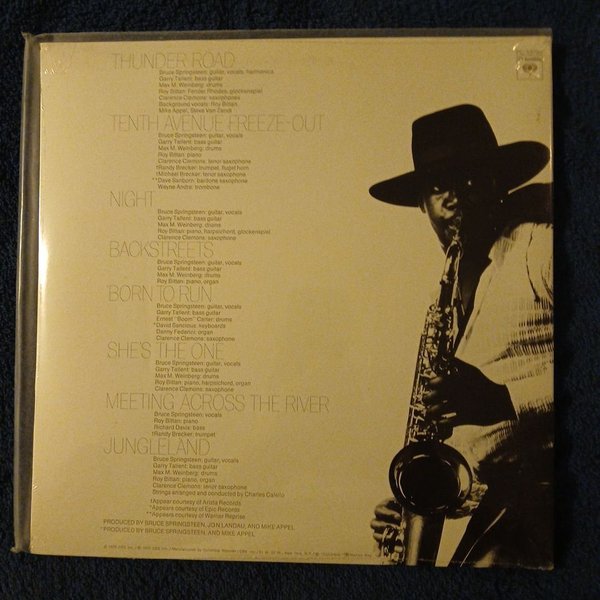 THUNDER ROAD
Bruce Springsteen: guitar, vocals, harmonica
Garry Tallent: bass guitar
Max M. Weinberg: drums
Roy Bittan: Fender Rhodes, glockenspiel
Clarence Clemons: saxophones
Background vocals: Roy Bittan,
Mike Appel, Steve Van Zandt
TENTH AVENUE FREEZE-OUT
Bruce Springsteen: guitar, vocals
Garry Tallent: bass guitar
Max M. Weinberg: drums
Roy Bittan: piano
Clarence Clemons: tenor saxophone
†Randy Brecker: trumpet, flugel horn
†Michael Brecker: tenor saxophone
**Dave Sanborn: baritone saxophone
Wayne Andre: trombone
NIGHT
Bruce Springsteen: guitar, vocals
Garry Tallent: bass guitar
Max M. Weinberg: drums
Roy Bittan: piano, harpsichord, glockenspiel
Clarence Clemons: saxophone
BACKSTREETS
Bruce Springsteen: guitar, vocals
Garry Tallent: bass guitar
Max M. Weinberg: drums
Roy Bittan: piano, organ
BORN TO RUN
Bruce Springsteen: guitar, vocals
Garry Tallent: bass guitar
Ernest "Boom" Carter: drums
*David Sancious: keyboards
Danny Federici: organ
Clarence Clemons: saxophone
SHE'S THE ONE
Bruce Springsteen: guitar, vocals
Garry Tallent: bass guitar
Max M. Weinberg: drums
Roy Bittan: piano, harpsichord, organ
Clarence Clemons: saxophone
MEETING ACROSS THE RIVER
Bruce Springsteen: vocals
Roy Bittan: piano
Richard Davis: bass
†Randy Brecker: trumpet
JUNGLELAND
Bruce Springsteen: guitar, vocals
Garry Tallent: bass guitar
Max M. Weinberg: drums
Roy Bittan: piano, organ
Clarence Clemons: tenor saxophone
Strings arranged and conducted by Charles Calello
†Appear courtesy of Arista Records
*Appears courtesy of Epic Records
**Appears courtesy of Warner Reprise
PRODUCED BY BRUCE SPRINGSTEEN, JON LANDAU, AND MIKE APPEL
*PRODUCED BY BRUCE SPRINGSTEEN, AND MIKE APPEL